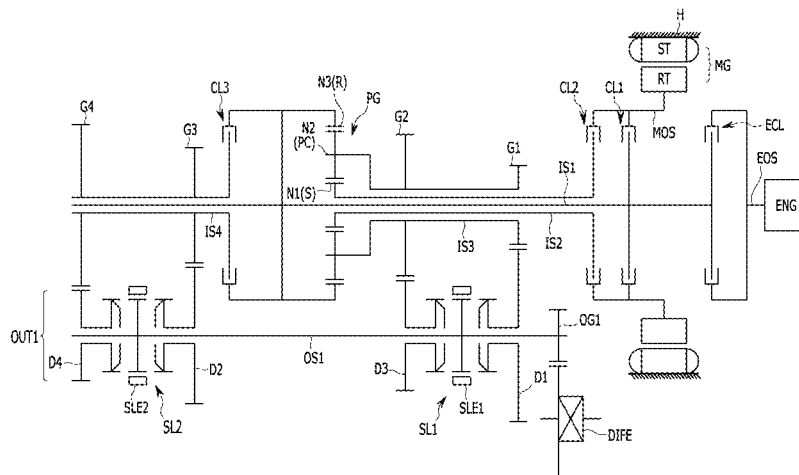 H
ST
MG
RT
CL3
N3(R)
PG
CL2
CL1
G4
G2
MOS
ECL
G3
N2
(PC)
G1
EOS
N1(S)
IS1
ENG
IS4
IS3
IS2
OUT1
OG1
OS1
D4
D2
D3
D1
SLE2
SL2
SLE1
SL1
DIFE